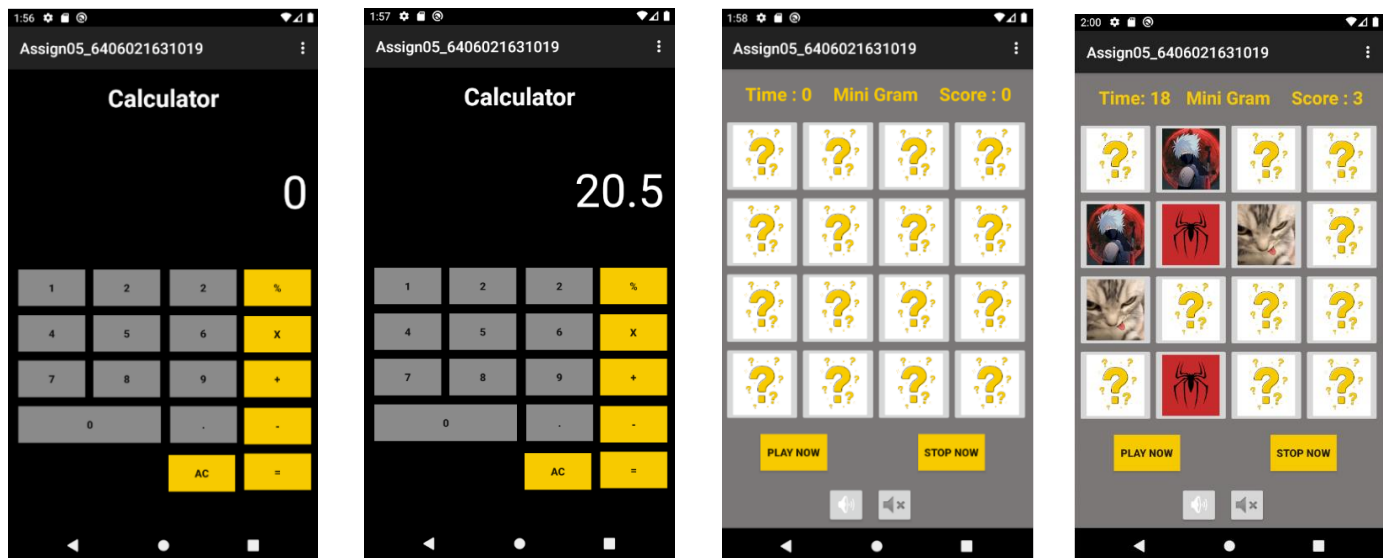 1:56
Assign05_6406021631019
Calculator
0
1 2 2 %
4 5 6 X
7 8 9 +
0 . -
AC =
1:57
Assign05_6406021631019
Calculator
20.5
1 2 2 %
4 5 6 X
7 8 9 +
0 . -
AC =
1:58
Assign05_6406021631019
Time : 0 Mini Gram Score : 0
? ? ? ?
? ? ? ?
? ? ? ?
? ? ? ?
PLAY NOW STOP NOW
2:00
Assign05_6406021631019
Time: 18 Mini Gram Score : 3
? ? ?
?
? ? ?
? ? ?
PLAY NOW STOP NOW